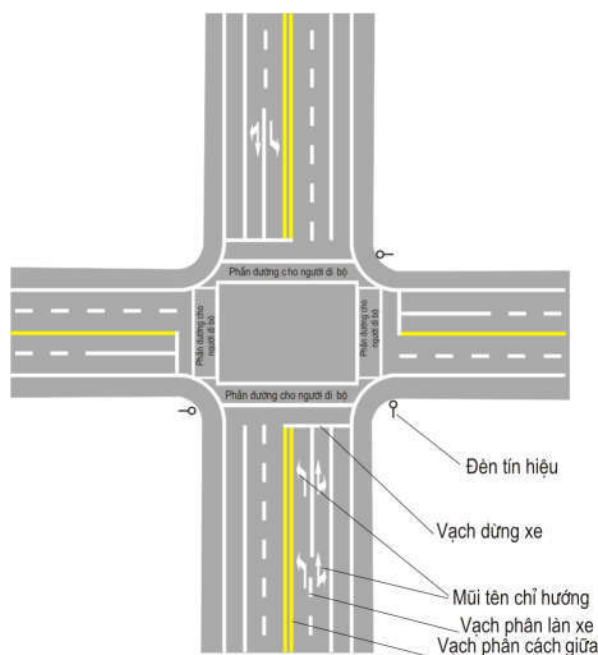 Phần đường cho người đi bộ
Phần đường cho
người đi bộ
Phần đường cho
người đi bộ
Phần đường cho người đi bộ
Đèn tín hiệu
Vạch dừng xe
Mũi tên chỉ hướng
Vạch phân làn xe
Vạch phân cách giữa